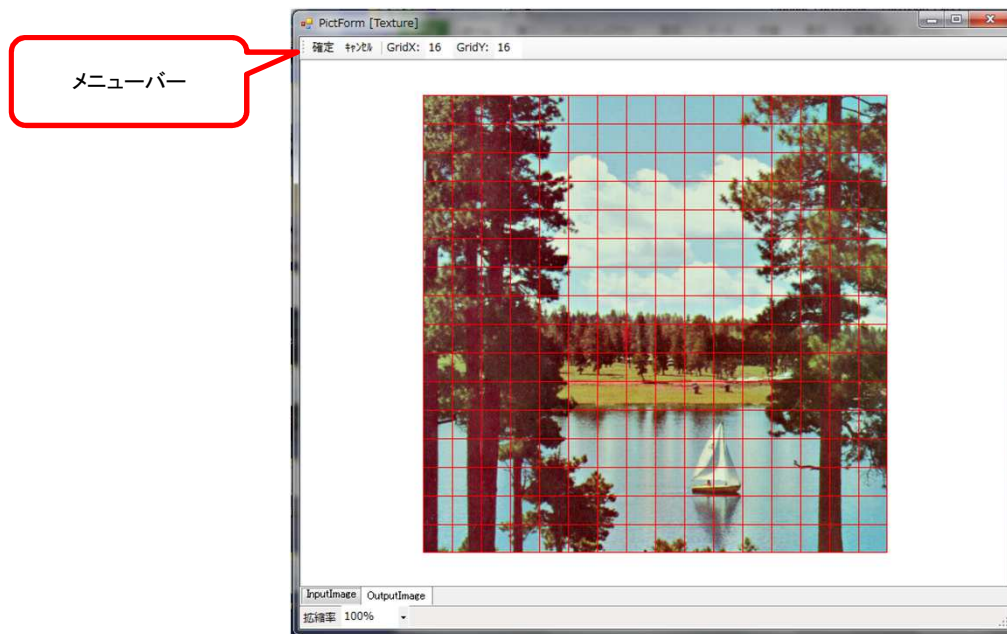 PictForm [Texture]
確定 ｷｬﾝｾﾙ GridX: 16 GridY: 16
メニューバー
InputImage OutputImage
拡縮率 100%